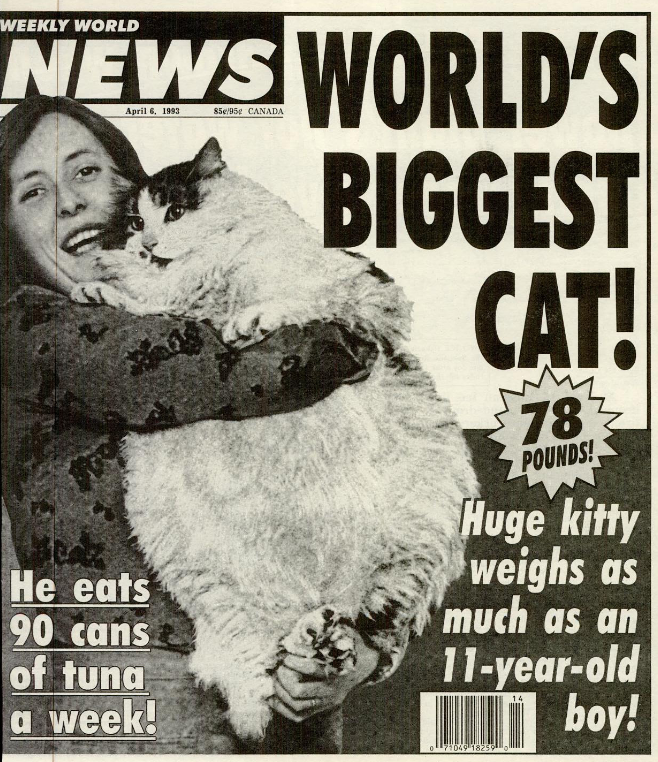 WEEKLY WORLD
NEWS
April 6, 1993 85¢/95¢ CANADA
WORLD'S
BIGGEST
CAT!
78
POUNDS!
Huge kitty
weighs as
much as an
11-year-old
boy!
He eats
90 cans
of tuna
a week!
14
0 71049 18259 0